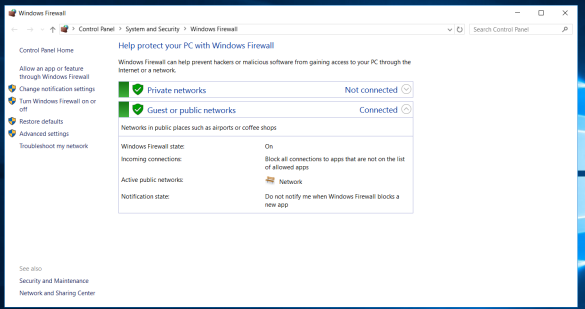 Windows Firewall
Control Panel > System and Security > Windows Firewall
Search Control Panel
Control Panel Home
Allow an app or feature
through Windows Firewall
Change notification settings
Turn Windows Firewall on or
off
Restore defaults
Advanced settings
Troubleshoot my network
Help protect your PC with Windows Firewall
Windows Firewall can help prevent hackers or malicious software from gaining access to your PC through the
Internet or a network.
Private networks Not connected
Guest or public networks Connected
Networks in public places such as airports or coffee shops
Windows Firewall state: On
Incoming connections: Block all connections to apps that are not on the list
of allowed apps
Active public networks: Network
Notification state: Do not notify me when Windows Firewall blocks a
new app
See also
Security and Maintenance
Network and Sharing Center